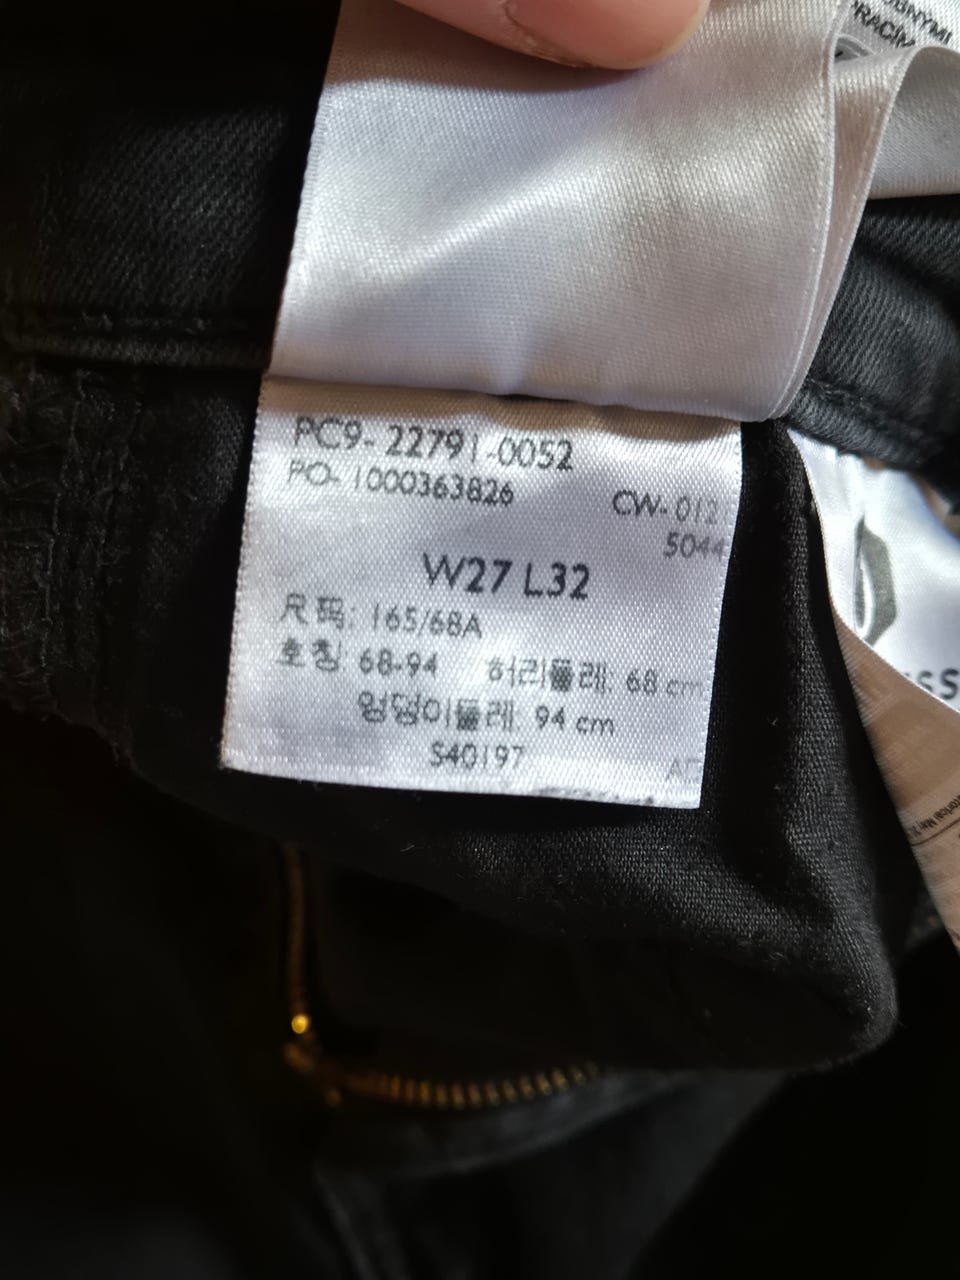 PRACÍM
PC9-22791-0052
PO-1000363826
CW-012
5044
W27 L32
尺码: 165/68A
호칭 68-94 허리둘레: 68 cm
엉덩이둘레: 94 cm
S40197